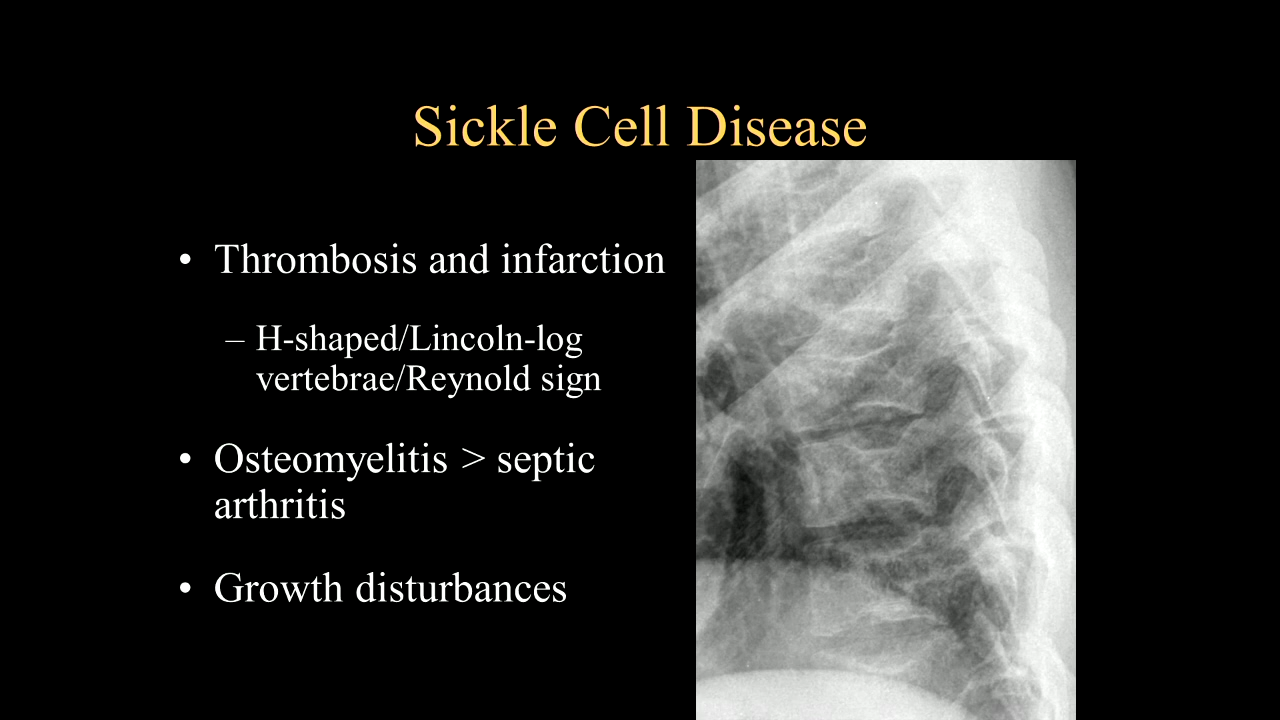 Sickle Cell Disease
• Thrombosis and infarction
– H-shaped/Lincoln-log
vertebrae/Reynold sign
• Osteomyelitis > septic
arthritis
• Growth disturbances